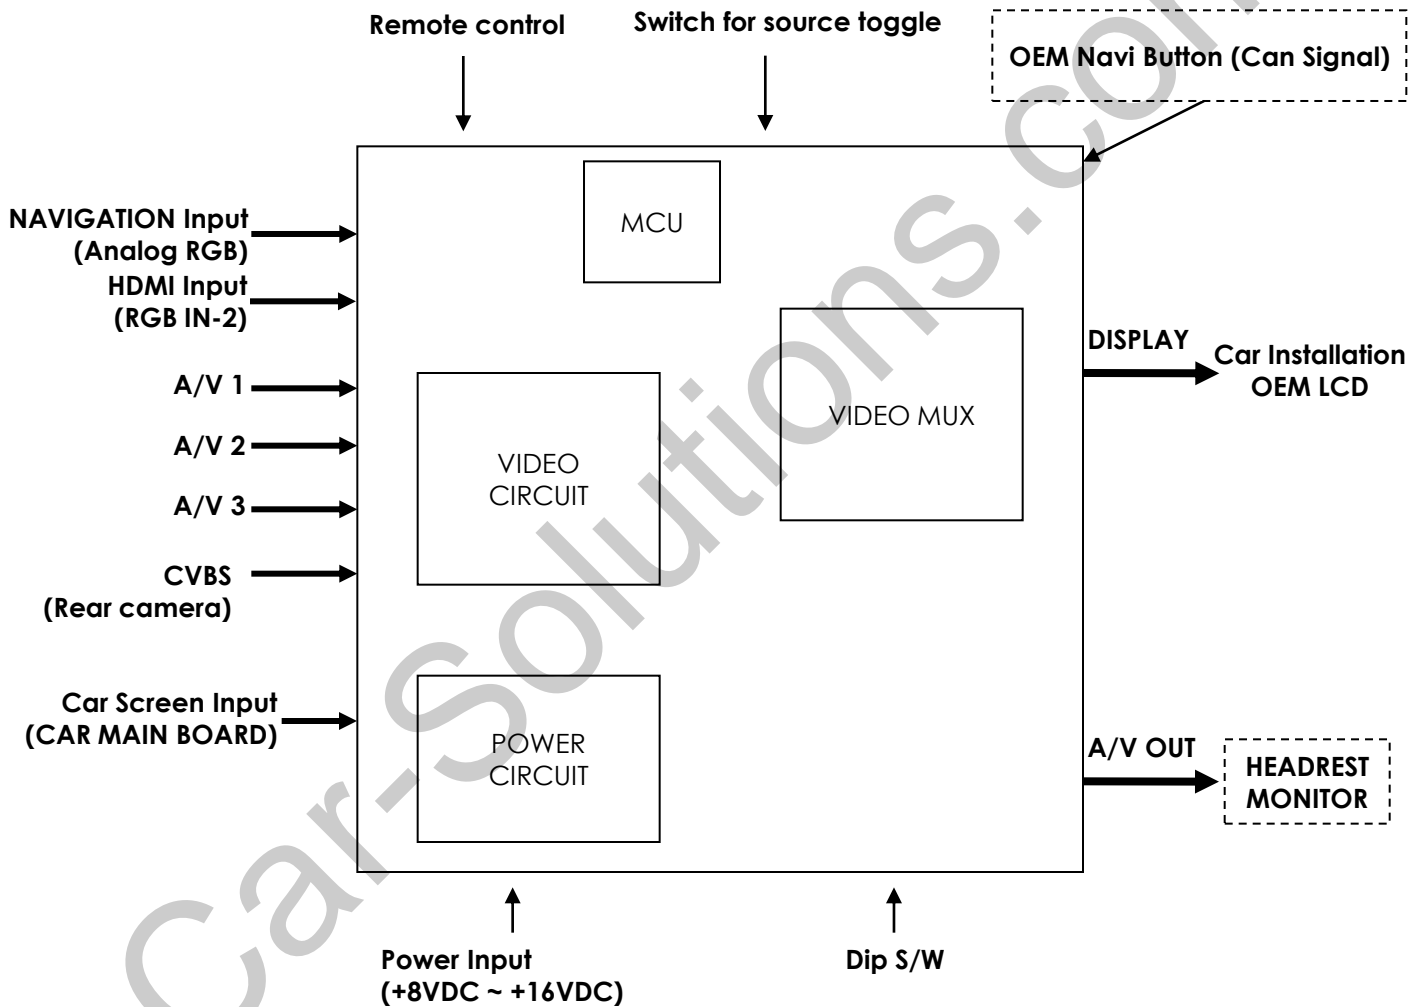 Remote control
Switch for source toggle
OEM Navi Button (Can Signal)
MCU
NAVIGATION Input
(Analog RGB)
HDMI Input
(RGB IN-2)
A/V 1
A/V 2
A/V 3
CVBS
(Rear camera)
Car Screen Input
(CAR MAIN BOARD)
VIDEO
CIRCUIT
VIDEO MUX
POWER
CIRCUIT
DISPLAY
Car Installation
OEM LCD
A/V OUT
HEADREST
MONITOR
Power Input
(+8VDC ~ +16VDC)
Dip S/W
Car-Solutions.com